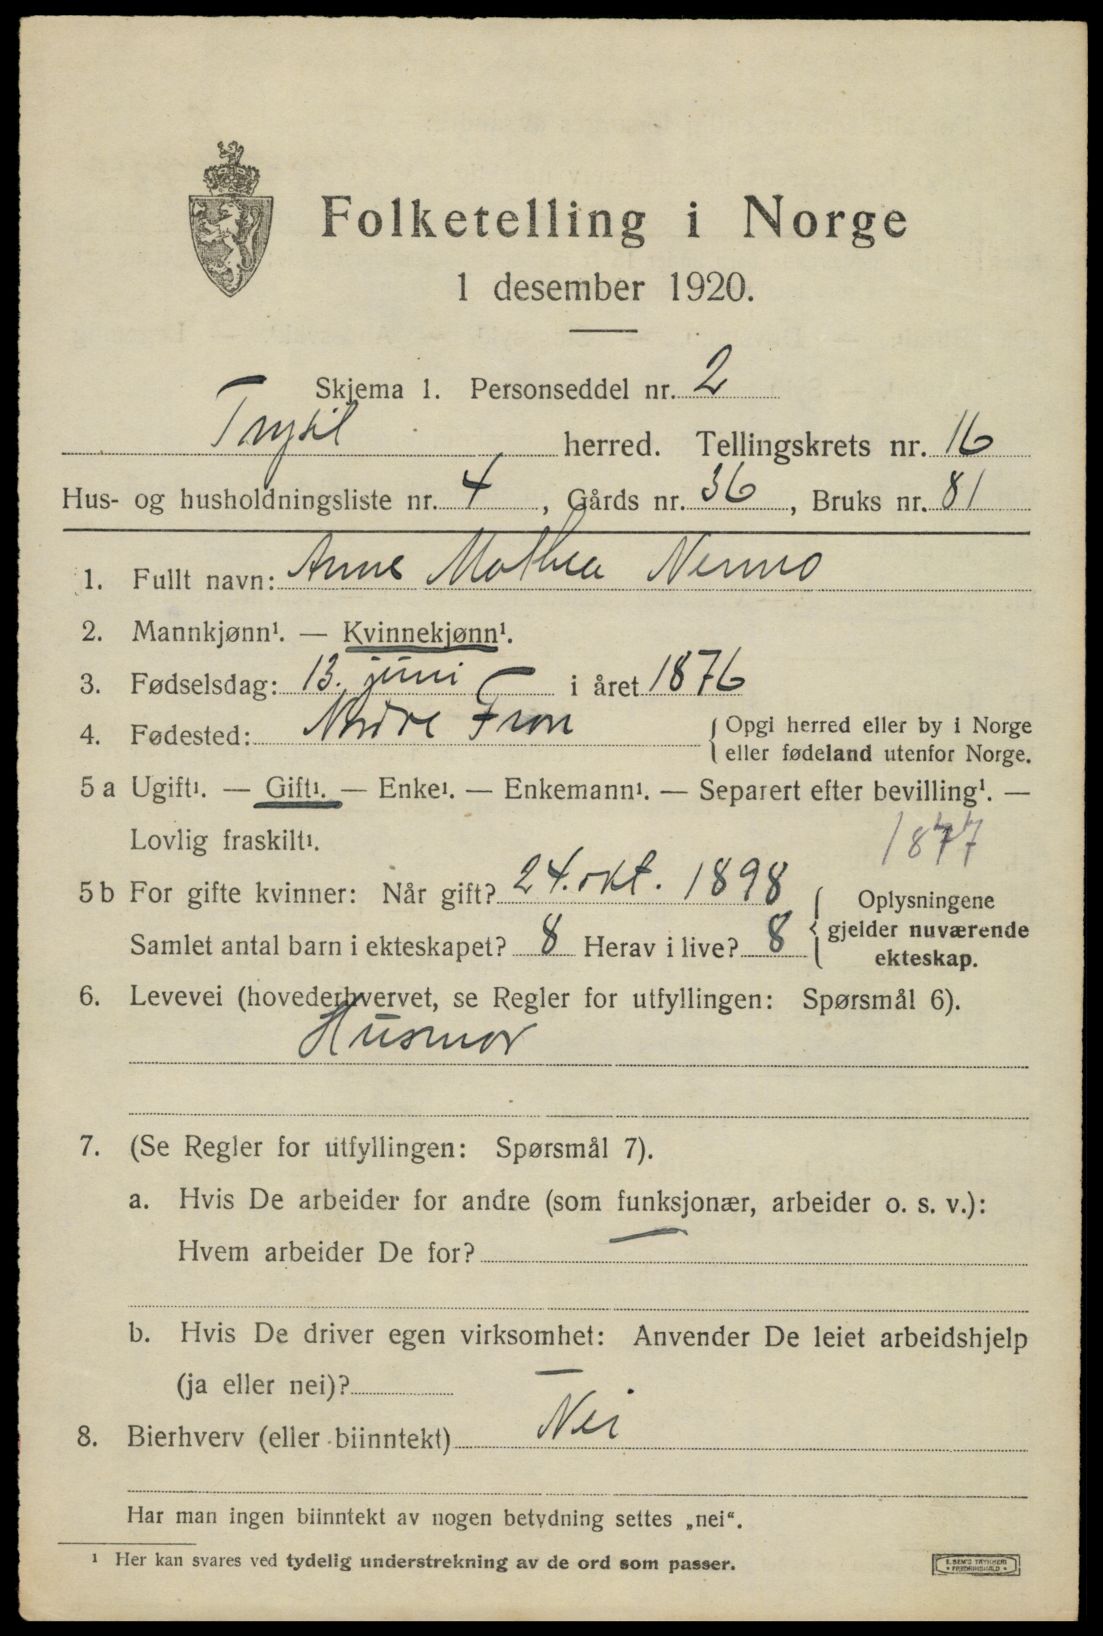 Folketelling i Norge
1 desember 1920.
Skjema 1. Personseddel nr. 2
Trysil herred. Tellingskrets nr. 16
Hus- og husholdningsliste nr. 4, Gårds nr. 36, Bruks nr. 81
1. Fullt navn: Anne Mathea Nermo
2. Mannkjønn¹. — Kvinnekjønn¹.
3. Fødselsdag: 13. juni i året 1876
4. Fødested: Nordre Fron { Opgi herred eller by i Norge
eller fødeland utenfor Norge.
5 a Ugift¹. — Gift¹. — Enke¹. — Enkemann¹. — Separert efter bevilling¹. —
Lovlig fraskilt¹.
1877
5 b For gifte kvinner: Når gift? 24. okt. 1898 { Oplysningene
Samlet antal barn i ekteskapet? 8 Herav i live? 8 gjelder nuværende
ekteskap.
6. Levevei (hovederhvervet, se Regler for utfyllingen: Spørsmål 6).
Husmor
7. (Se Regler for utfyllingen: Spørsmål 7).
a. Hvis De arbeider for andre (som funksjonær, arbeider o. s. v.):
Hvem arbeider De for? —
b. Hvis De driver egen virksomhet: Anvender De leiet arbeidshjelp
(ja eller nei)? —
8. Bierhverv (eller biinntekt) Nei
Har man ingen biinntekt av nogen betydning settes „nei“.
¹ Her kan svares ved tydelig understrekning av de ord som passer.